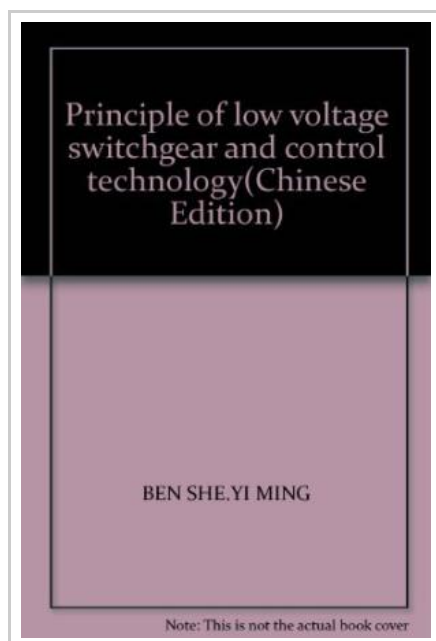 Principle of low voltage
switchgear and control
technology(Chinese
Edition)
BEN SHE.YI MING
Note: This is not the actual book cover